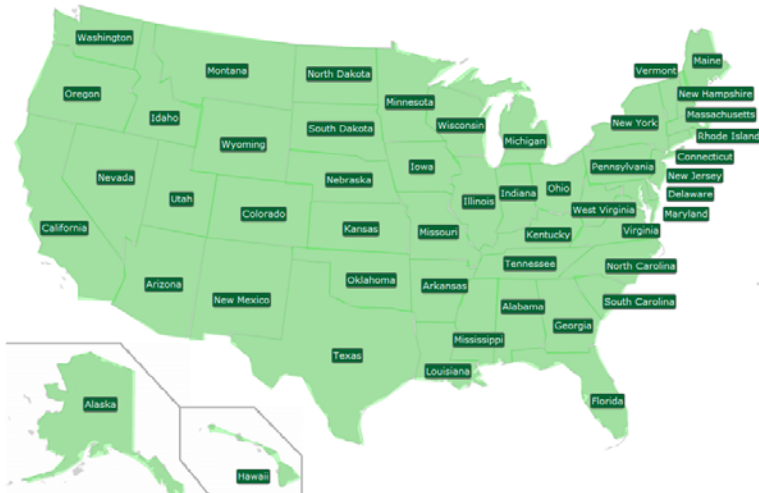 Washington
Maine
Vermont
Montana
North Dakota
Oregon
New Hampshire
Minnesota
Massachusetts
Idaho
New York
Wisconsin
South Dakota
Rhode Island
Michigan
Wyoming
Connecticut
Iowa
Pennsylvania
Nevada
New Jersey
Nebraska
Ohio
Indiana
Delaware
Utah
Illinois
West Virginia
Colorado
Maryland
California
Kansas
Missouri
Virginia
Kentucky
Tennessee
North Carolina
Oklahoma
Arizona
Arkansas
New Mexico
South Carolina
Alabama
Georgia
Mississippi
Texas
Louisiana
Florida
Alaska
Hawaii